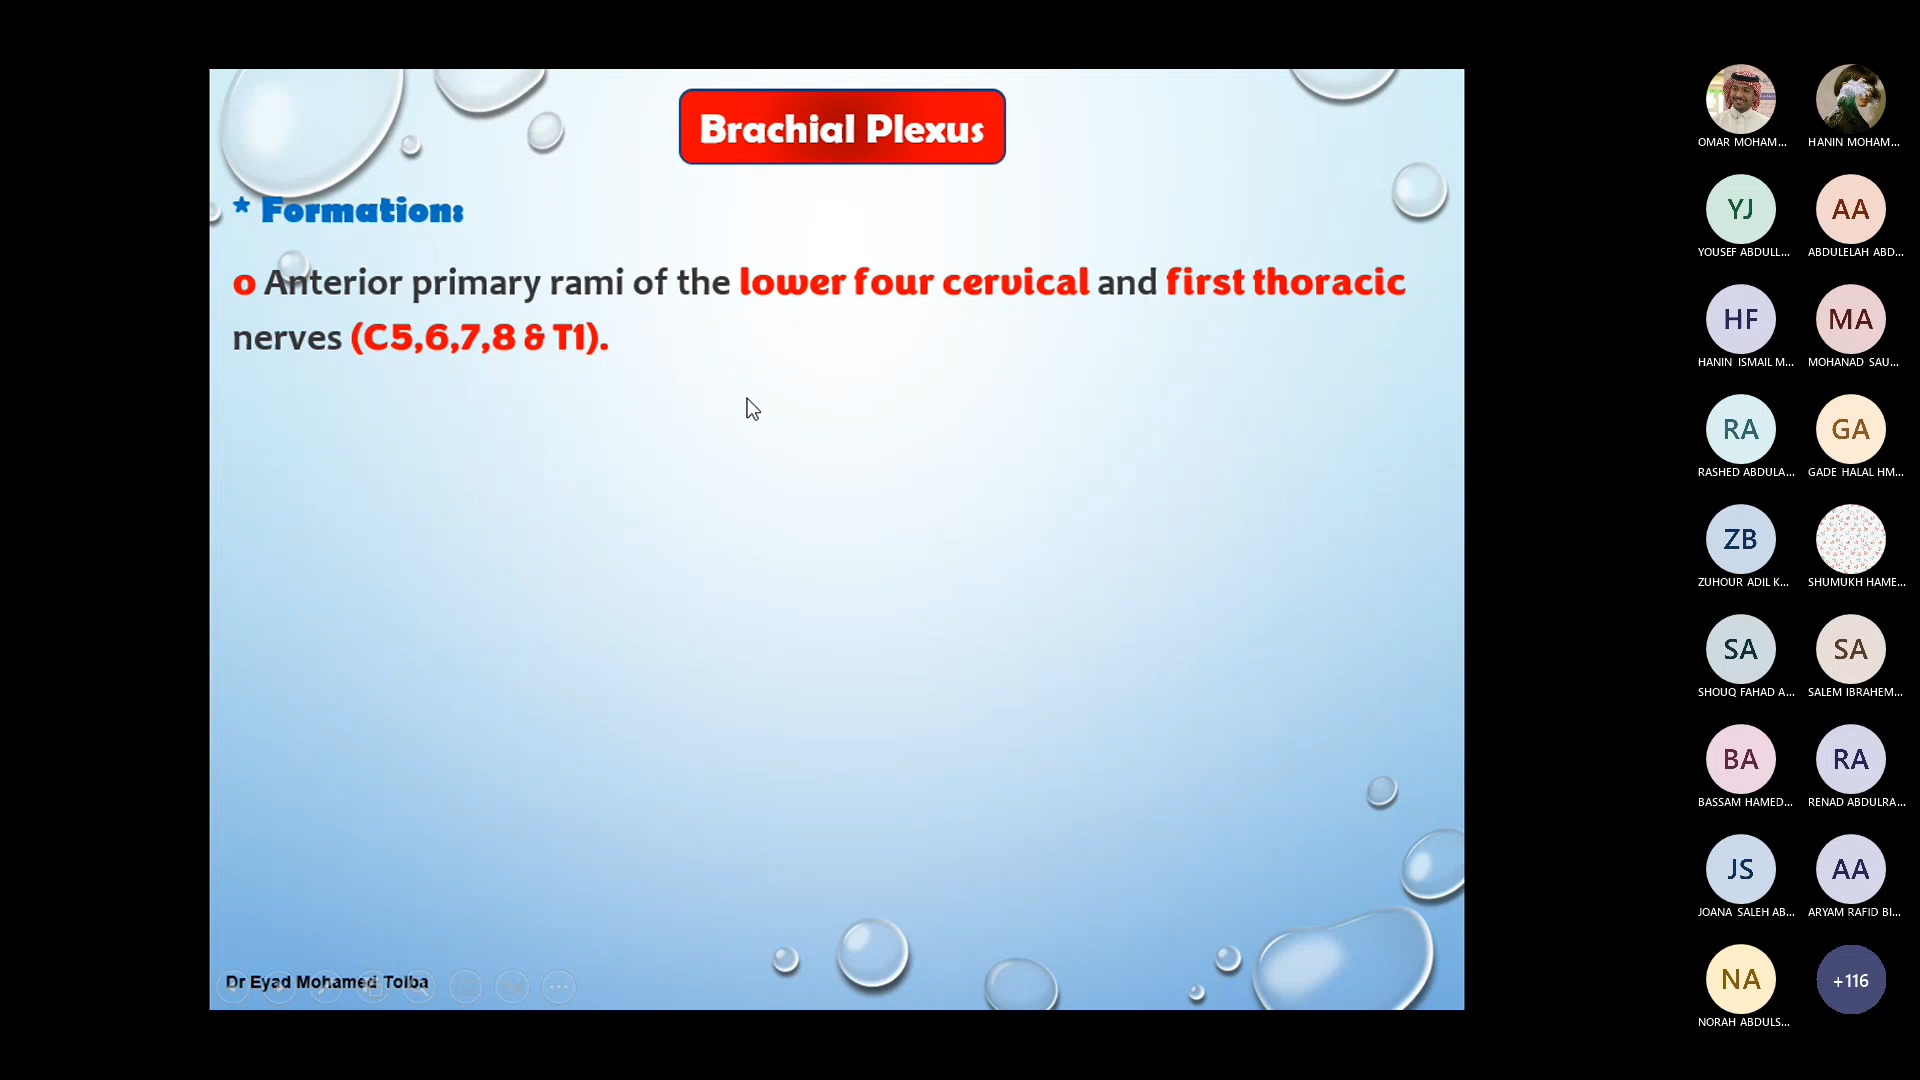 Brachial Plexus
* Formation:
o Anterior primary rami of the lower four cervical and first thoracic
nerves (C5,6,7,8 & T1).
Dr Eyad Mohamed Tolba
OMAR MOHAM...
HANIN MOHAM...
YJ
AA
YOUSEF ABDULL...
ABDULELAH ABD...
HF
MA
HANIN ISMAIL M...
MOHANAD SAU...
RA
GA
RASHED ABDULA...
GADE HALAL HM...
ZB
ZUHOUR ADIL K...
SHUMUKH HAME...
SA
SA
SHOUQ FAHAD A...
SALEM IBRAHEM...
BA
RA
BASSAM HAMED...
RENAD ABDULRA...
JS
AA
JOANA SALEH AB...
ARYAM RAFID BI...
NA
+116
NORAH ABDULS...